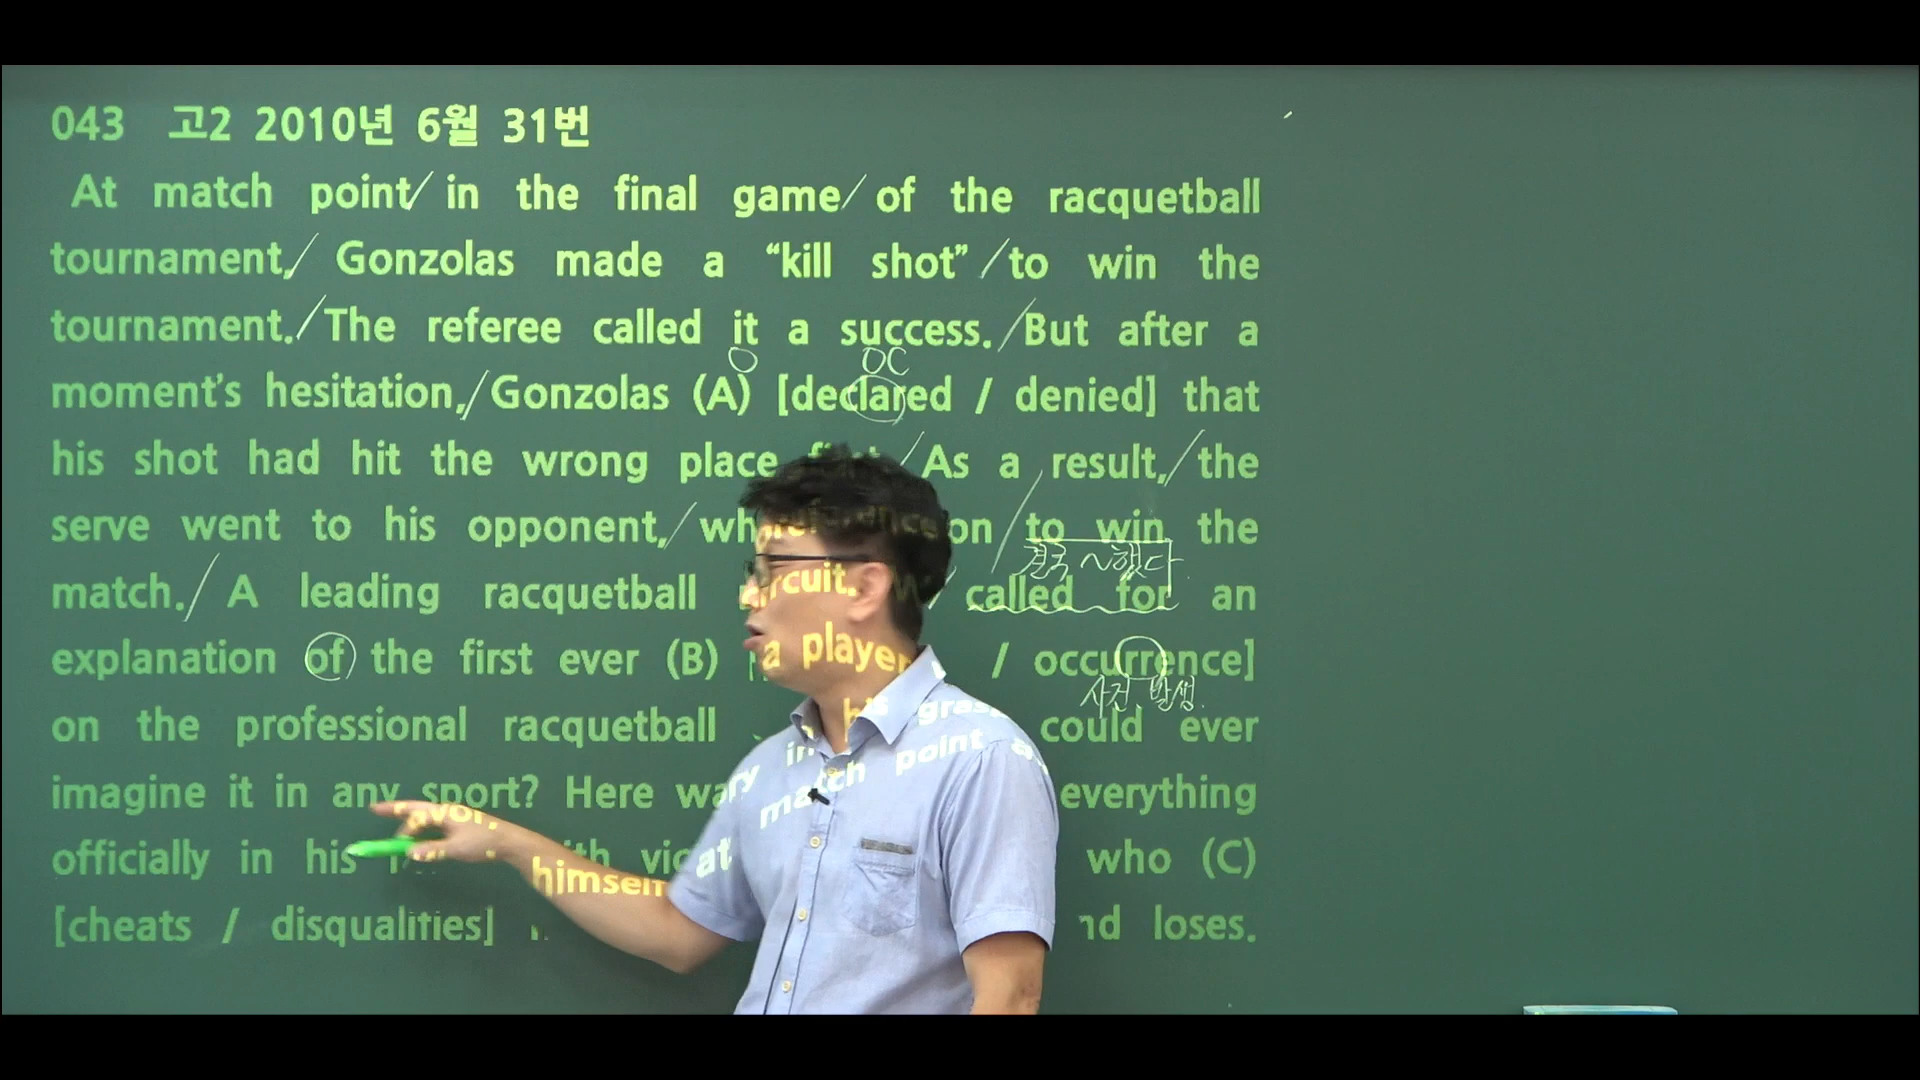 043 고2 2010년 6월 31번
At match point/ in the final game/ of the racquetball
tournament,/ Gonzolas made a “kill shot” /to win the
tournament./ The referee called it a success./ But after a
O OC
moment’s hesitation,/ Gonzolas (A) [declared / denied] that
his shot had hit the wrong place / As a result,/ the
serve went to his opponent,/ on / to win the
결국 ~했다
match./ A leading racquetball called for an
explanation of the first ever (B) / occurrence]
사건, 발생.
on the professional racquetball circuit. could ever
a player
imagine it in any sport? Here everything
match point
officially in his who (C)
himself
[cheats / disqualifies] loses.